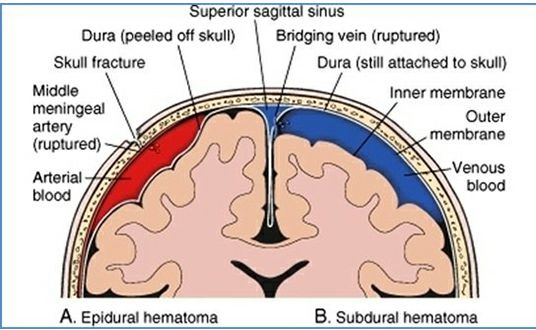 Superior sagittal sinus
Dura (peeled off skull)
Bridging vein (ruptured)
Skull fracture
Dura (still attached to skull)
Middle
meningeal
artery
(ruptured)
Inner membrane
Outer
membrane
Arterial
blood
Venous
blood
A. Epidural hematoma
B. Subdural hematoma